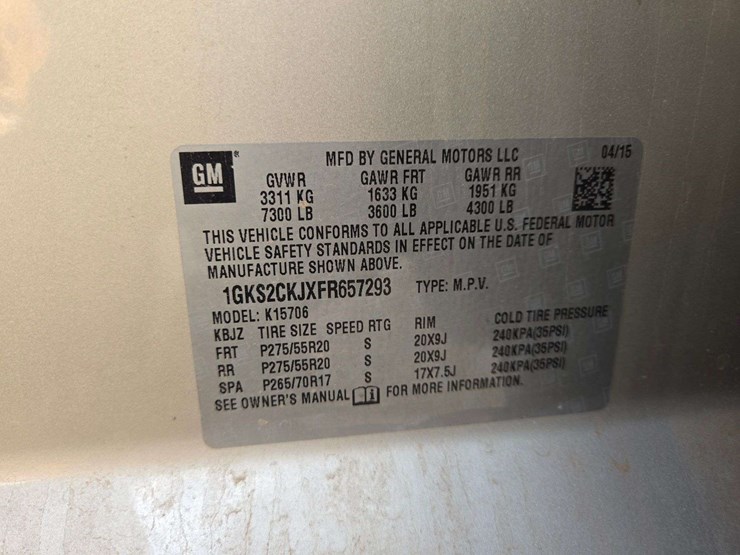 GM ®
MFD BY GENERAL MOTORS LLC 04/15
GVWR GAWR FRT GAWR RR
3311 KG 1633 KG 1951 KG
7300 LB 3600 LB 4300 LB
THIS VEHICLE CONFORMS TO ALL APPLICABLE U.S. FEDERAL MOTOR
VEHICLE SAFETY STANDARDS IN EFFECT ON THE DATE OF
MANUFACTURE SHOWN ABOVE.
1GKS2CKJXFR657293 TYPE: M.P.V.
MODEL: K15706
KBJZ TIRE SIZE SPEED RTG RIM COLD TIRE PRESSURE
FRT P275/55R20 S 20X9J 240KPA(35PSI)
RR P275/55R20 S 20X9J 240KPA(35PSI)
SPA P265/70R17 S 17X7.5J 240KPA(35PSI)
SEE OWNER'S MANUAL i FOR MORE INFORMATION.